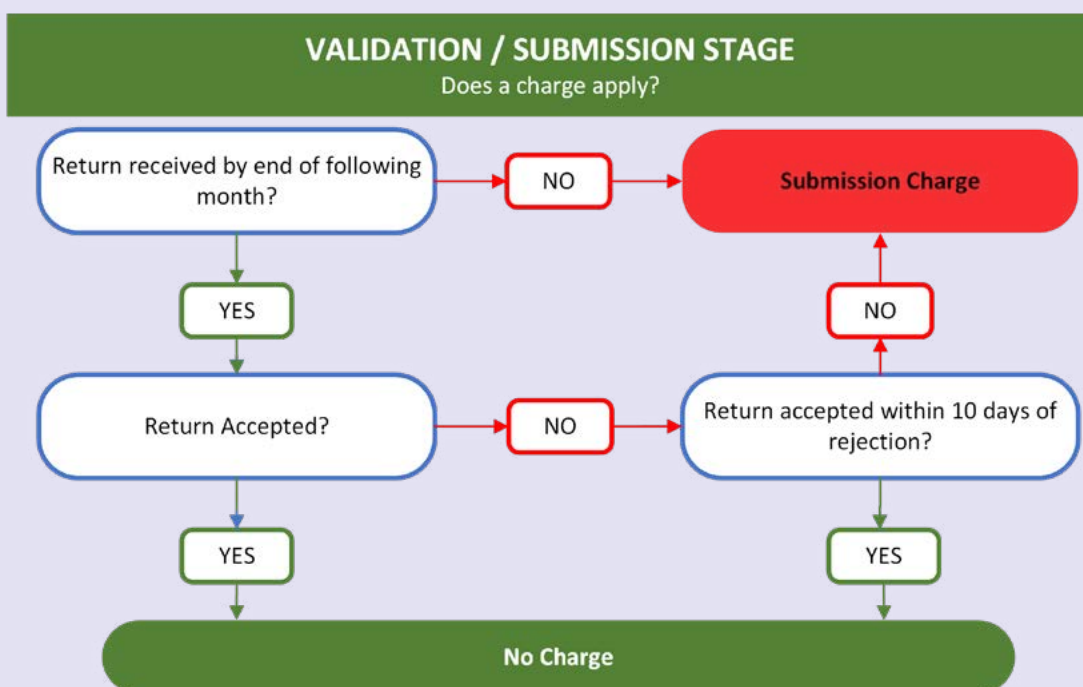 VALIDATION / SUBMISSION STAGE
Does a charge apply?
Return received by end of following
month?
NO
Submission Charge
YES
NO
Return Accepted?
NO
Return accepted within 10 days of
rejection?
YES
YES
No Charge